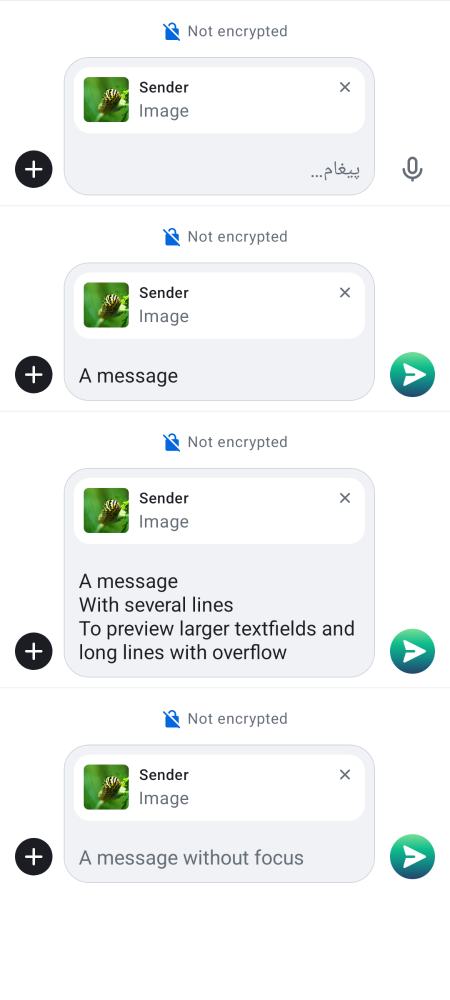 Not encrypted
Sender
Image
پیغام…
Not encrypted
Sender
Image
A message
Not encrypted
Sender
Image
A message
With several lines
To preview larger textfields and
long lines with overflow
Not encrypted
Sender
Image
A message without focus